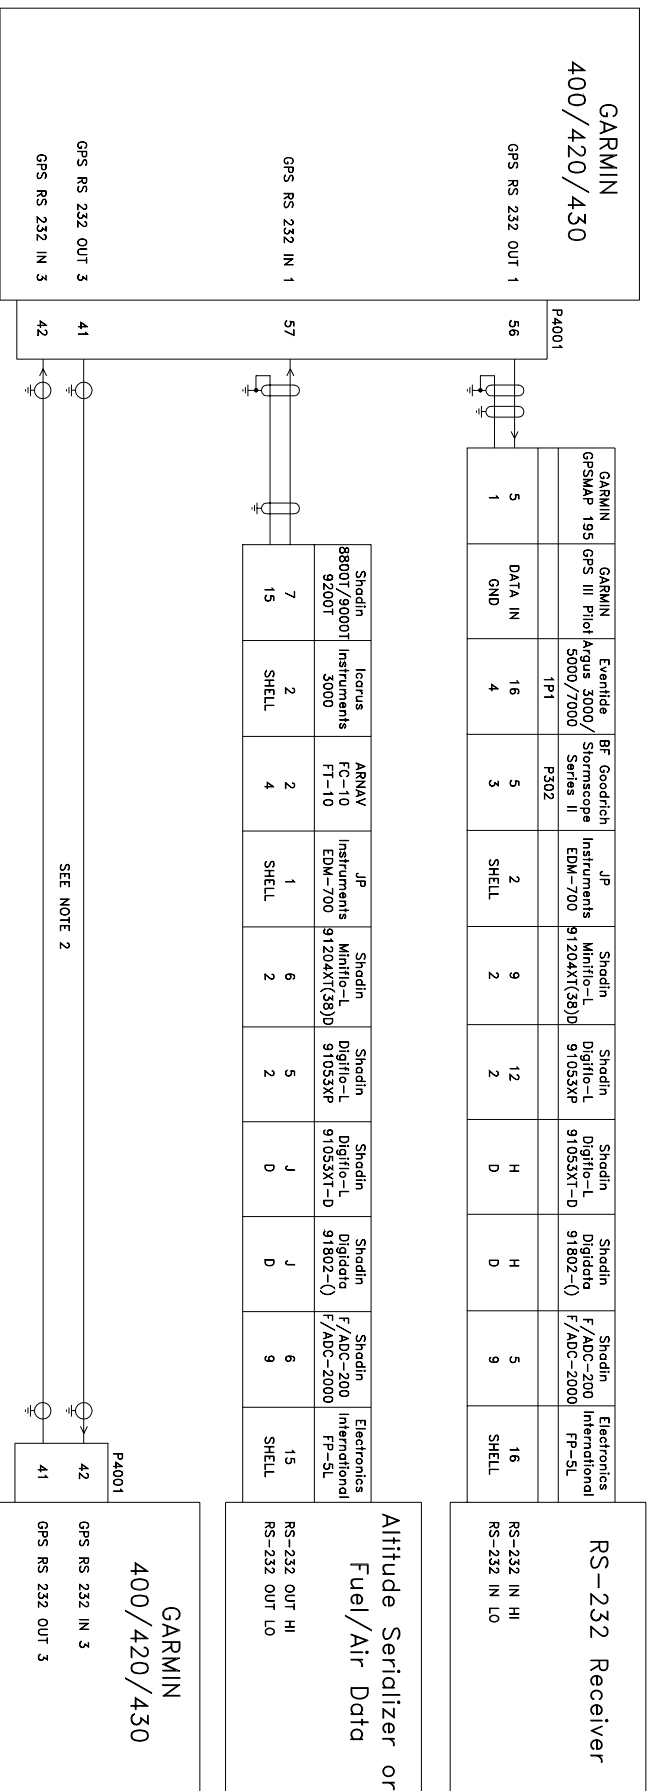 GARMIN
400/420/430
GPS RS 232 OUT 1
GPS RS 232 IN 1
GPS RS 232 OUT 3
GPS RS 232 IN 3
P4001
56
57
41
42
GARMIN
GPSMAP 195
5
1
GARMIN
GPS III Pilot
DATA IN
GND
Eventide
Argus 3000/
5000/7000
1P1
16
4
BF Goodrich
Stormscope
Series II
P302
5
3
JP
Instruments
EDM-700
2
SHELL
Shadin
Miniflo-L
91204XT(38)D
9
2
Shadin
Digiflo-L
91053XP
12
2
Shadin
Digiflo-L
91053XT-D
H
D
Shadin
Digidata
91802-()
H
D
Shadin
F/ADC-200
F/ADC-2000
5
9
Electronics
International
FP-5L
16
SHELL
RS-232 Receiver
RS-232 IN HI
RS-232 IN LO
Shadin
8800T/9000T
9200T
7
15
Icarus
Instruments
3000
2
SHELL
ARNAV
FC-10
FT-10
2
4
JP
Instruments
EDM-700
1
SHELL
Shadin
Miniflo-L
91204XT(38)D
6
2
Shadin
Digiflo-L
91053XP
5
2
Shadin
Digiflo-L
91053XT-D
J
D
Shadin
Digidata
91802-()
J
D
Shadin
F/ADC-200
F/ADC-2000
6
9
Electronics
International
FP-5L
15
SHELL
Altitude Serializer or
Fuel/Air Data
RS-232 OUT HI
RS-232 OUT LO
SEE NOTE 2
P4001
42
41
GARMIN
400/420/430
GPS RS 232 IN 3
GPS RS 232 OUT 3